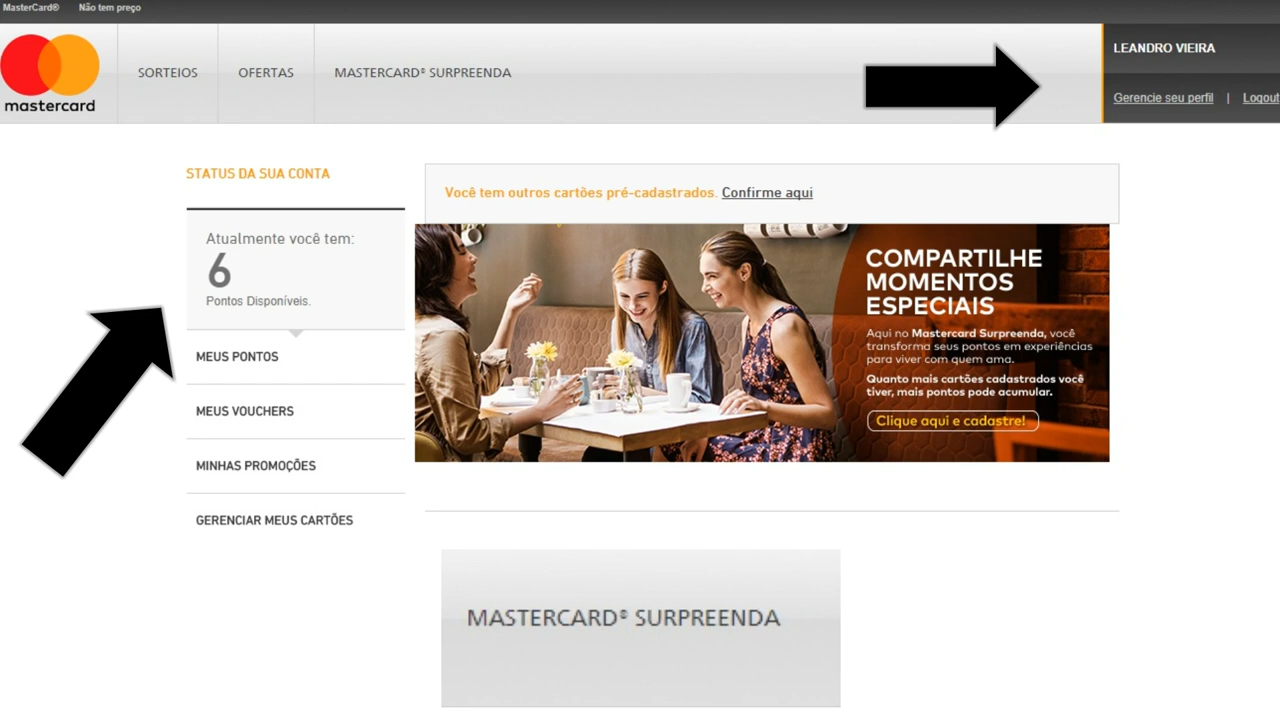 MasterCard® Não tem preço
mastercard
SORTEIOS OFERTAS MASTERCARD® SURPREENDA
LEANDRO VIEIRA
Gerencie seu perfil | Logout
STATUS DA SUA CONTA
Atualmente você tem:
6
Pontos Disponíveis.
MEUS PONTOS
MEUS VOUCHERS
MINHAS PROMOÇÕES
GERENCIAR MEUS CARTÕES
Você tem outros cartões pré-cadastrados. Confirme aqui
COMPARTILHE
MOMENTOS
ESPECIAIS
Aqui no Mastercard Surpreenda, você
transforma seus pontos em experiências
para viver com quem ama.
Quanto mais cartões cadastrados você
tiver, mais pontos pode acumular.
Clique aqui e cadastre!
MASTERCARD® SURPREENDA